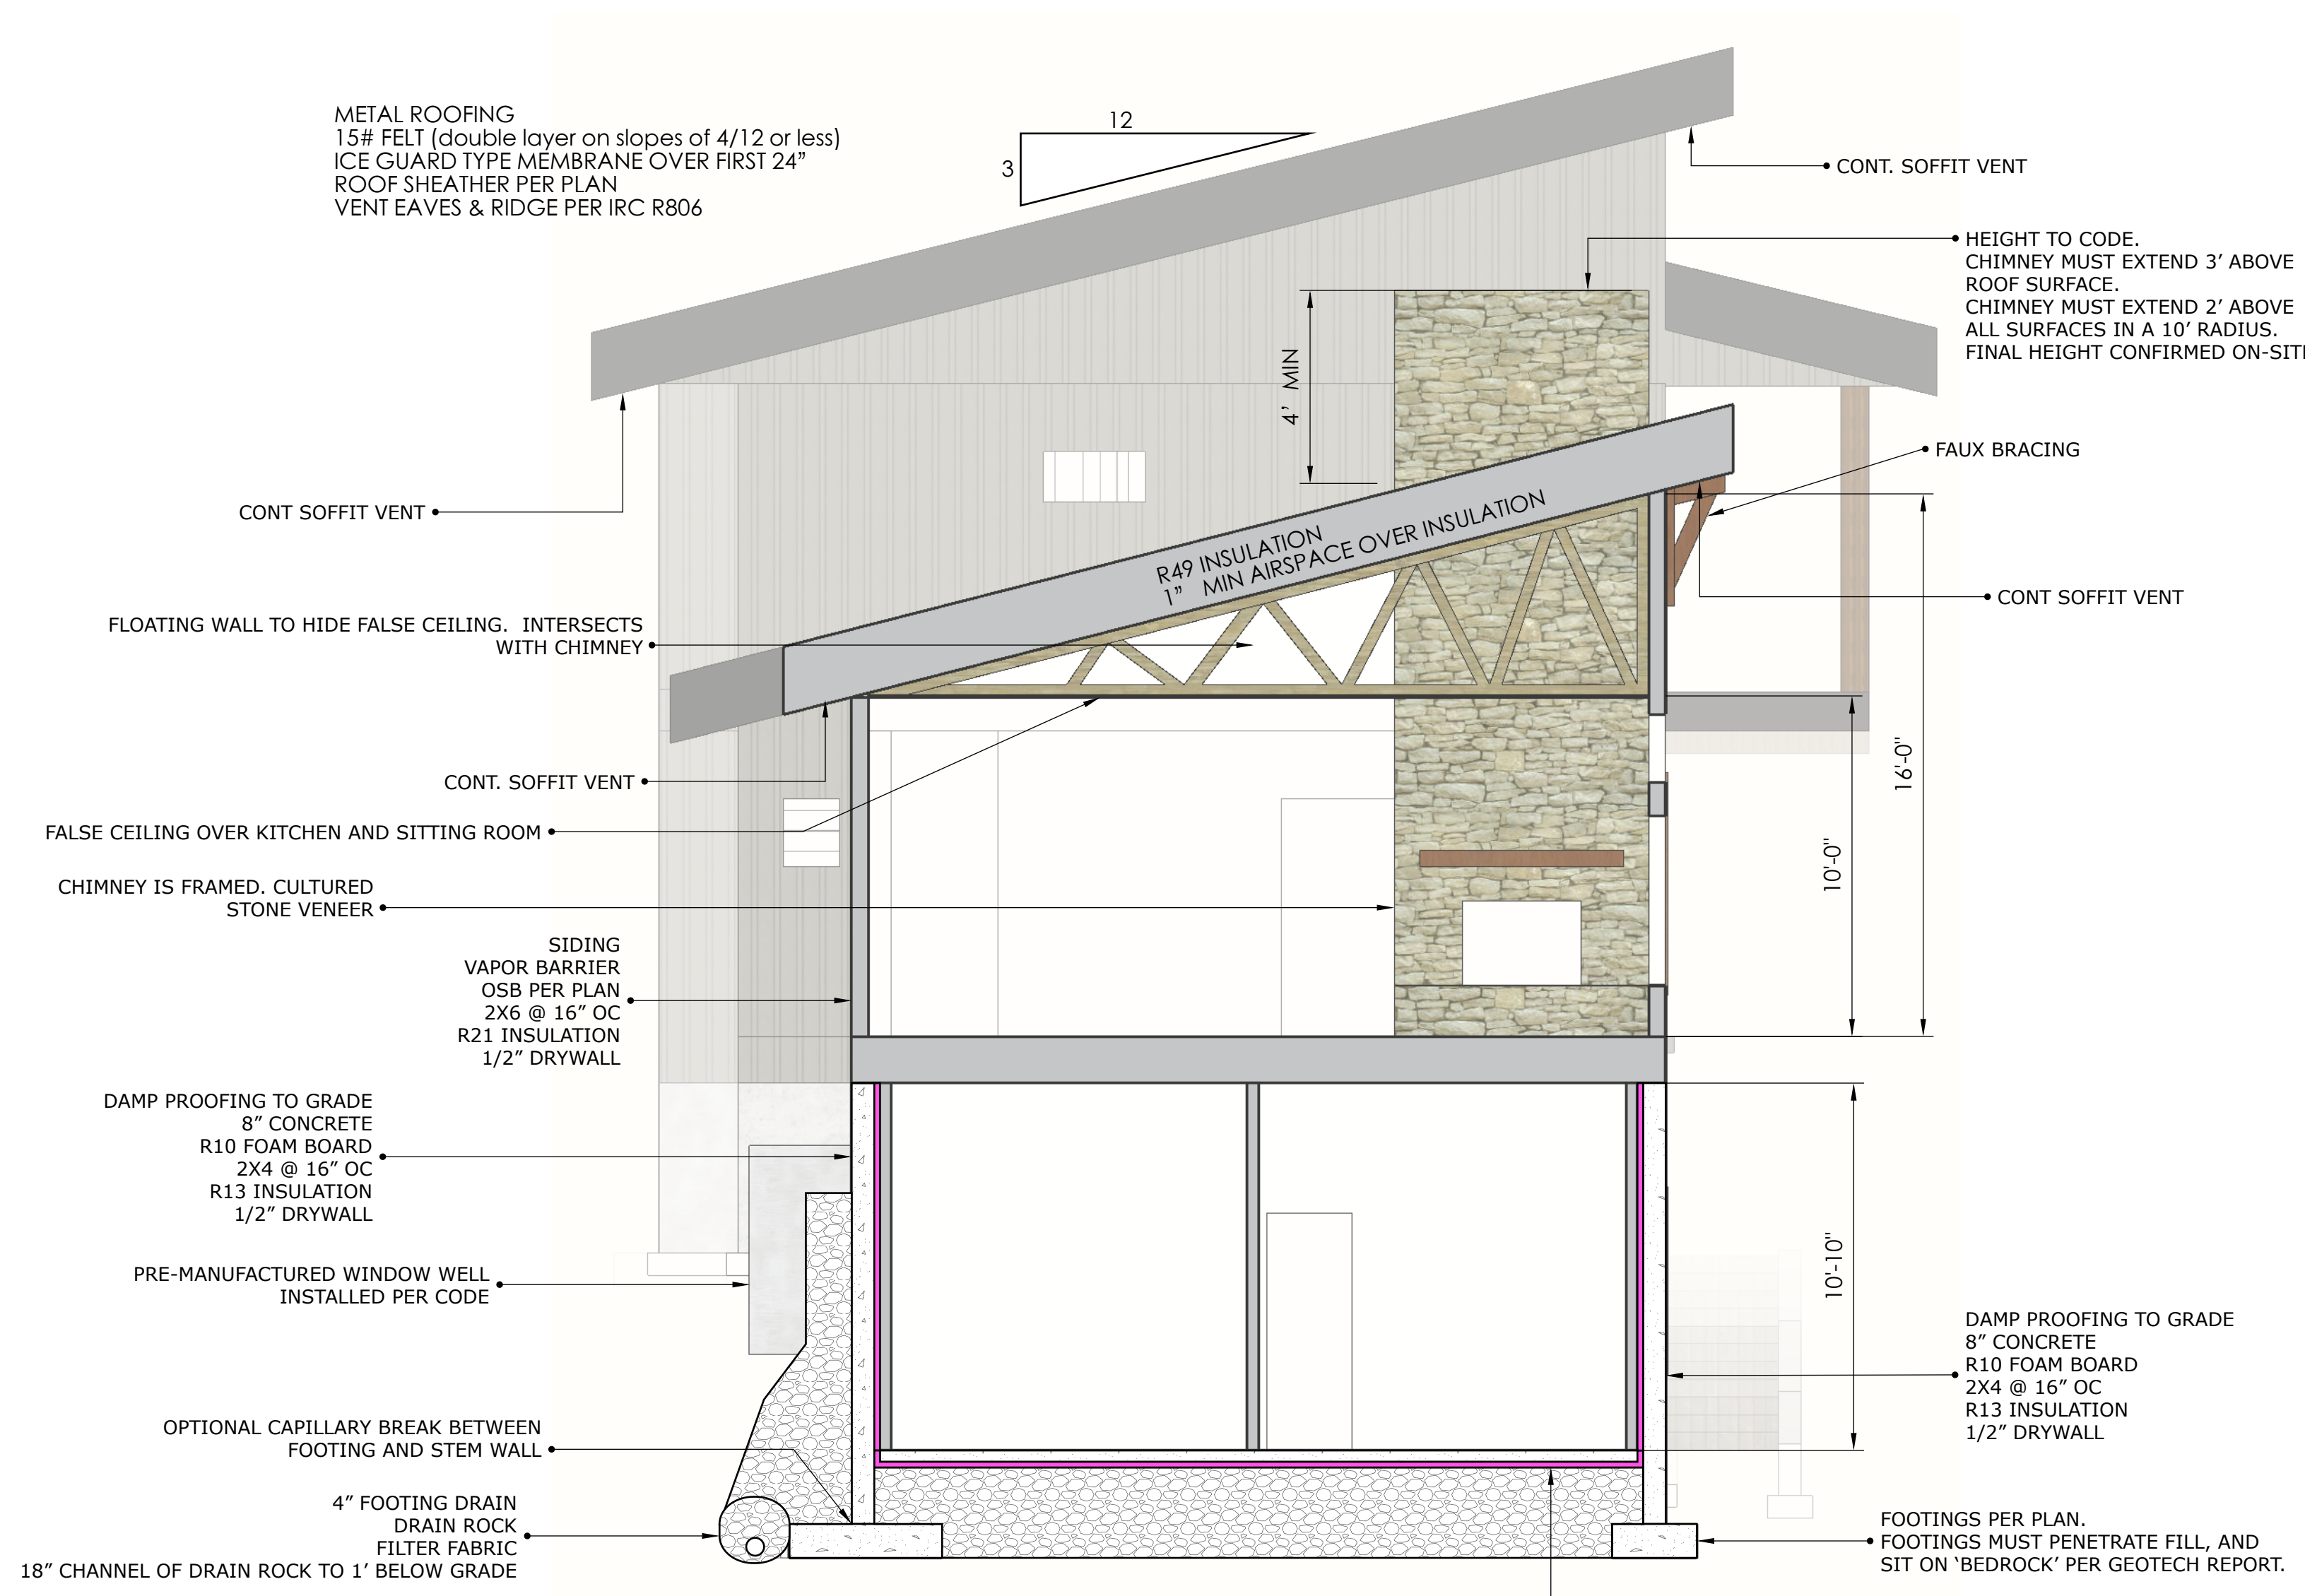 METAL ROOFING
15# FELT (double layer on slopes of 4/12 or less)
ICE GUARD TYPE MEMBRANE OVER FIRST 24”
ROOF SHEATHER PER PLAN
VENT EAVES & RIDGE PER IRC R806
12
3
CONT. SOFFIT VENT
HEIGHT TO CODE.
CHIMNEY MUST EXTEND 3’ ABOVE
ROOF SURFACE.
CHIMNEY MUST EXTEND 2’ ABOVE
ALL SURFACES IN A 10’ RADIUS.
FINAL HEIGHT CONFIRMED ON-SITE
4’ MIN
FAUX BRACING
CONT SOFFIT VENT
R49 INSULATION
1” MIN AIRSPACE OVER INSULATION
CONT SOFFIT VENT
FLOATING WALL TO HIDE FALSE CEILING. INTERSECTS
WITH CHIMNEY
16'-0"
10'-0"
CONT. SOFFIT VENT
FALSE CEILING OVER KITCHEN AND SITTING ROOM
CHIMNEY IS FRAMED. CULTURED
STONE VENEER
SIDING
VAPOR BARRIER
OSB PER PLAN
2X6 @ 16” OC
R21 INSULATION
1/2” DRYWALL
DAMP PROOFING TO GRADE
8” CONCRETE
R10 FOAM BOARD
2X4 @ 16” OC
R13 INSULATION
1/2” DRYWALL
10'-10"
PRE-MANUFACTURED WINDOW WELL
INSTALLED PER CODE
DAMP PROOFING TO GRADE
8” CONCRETE
R10 FOAM BOARD
2X4 @ 16” OC
R13 INSULATION
1/2” DRYWALL
OPTIONAL CAPILLARY BREAK BETWEEN
FOOTING AND STEM WALL
4” FOOTING DRAIN
DRAIN ROCK
FILTER FABRIC
18” CHANNEL OF DRAIN ROCK TO 1’ BELOW GRADE
FOOTINGS PER PLAN.
FOOTINGS MUST PENETRATE FILL, AND
SIT ON ‘BEDROCK’ PER GEOTECH REPORT.